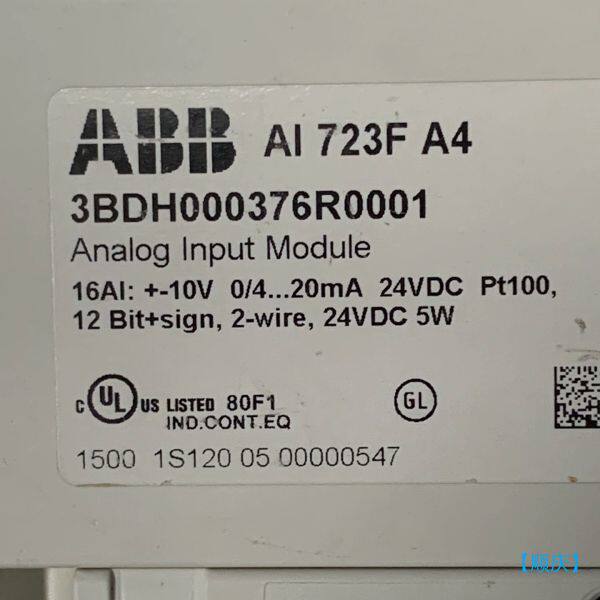 ABB AI 723F A4
3BDH000376R0001
Analog Input Module
16AI: +-10V 0/4...20mA 24VDC Pt100,
12 Bit+sign, 2-wire, 24VDC 5W
C UL US LISTED 80F1
IND.CONT.EQ
GL
1500 1S120 05 00000547
【顺庆】